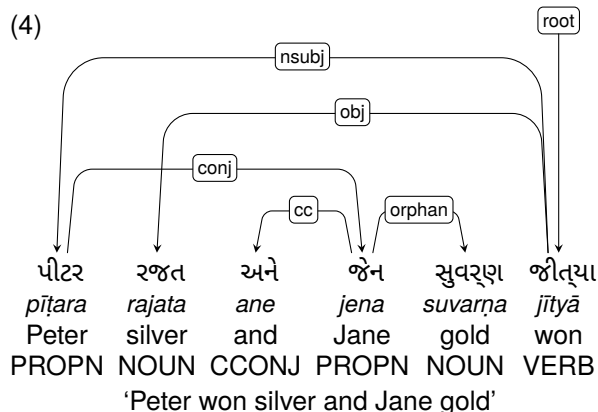 (4)
root
nsubj
obj
conj
cc orphan
પીટર રજત અને જેન સુવર્ણ જીત્યા
pīṭara rajata ane jena suvarṇa jītyā
Peter silver and Jane gold won
PROPN NOUN CCONJ PROPN NOUN VERB
‘Peter won silver and Jane gold’